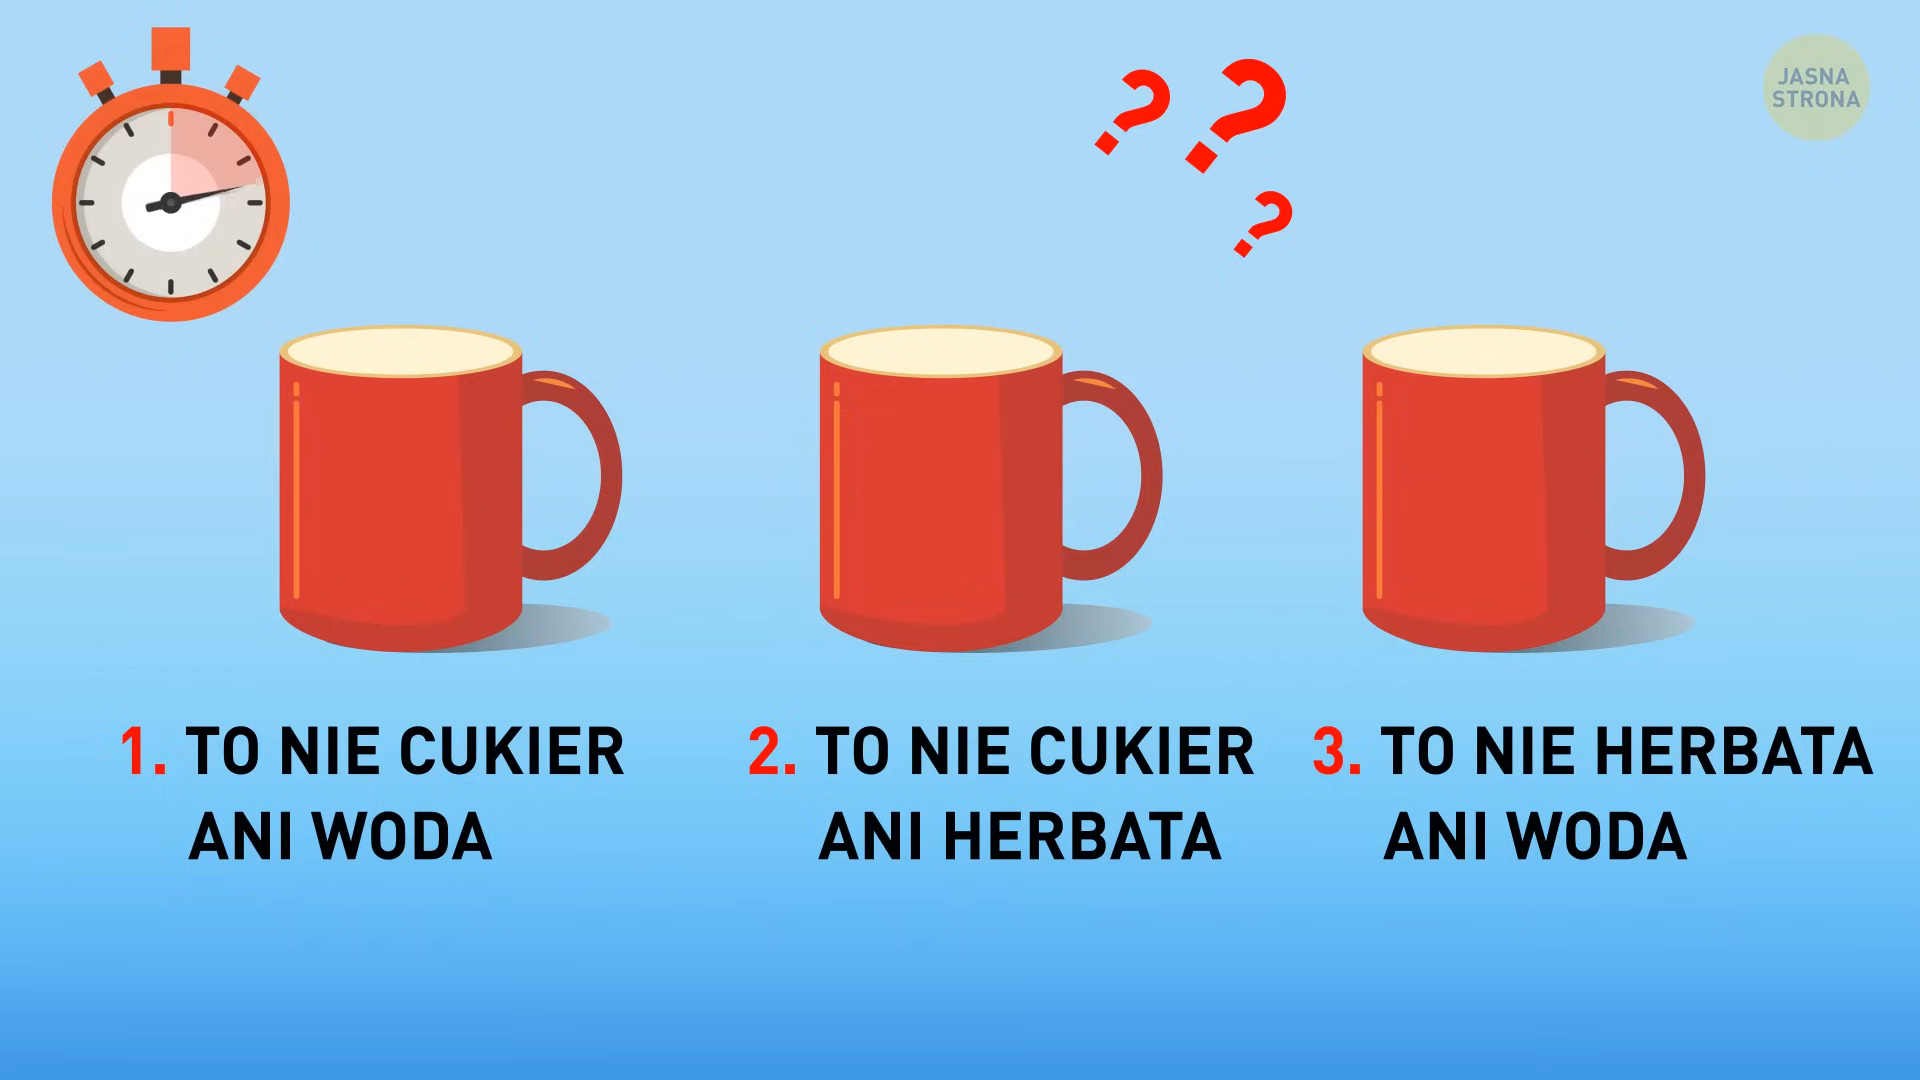 JASNA
STRONA
1. TO NIE CUKIER
ANI WODA
2. TO NIE CUKIER
ANI HERBATA
3. TO NIE HERBATA
ANI WODA
???